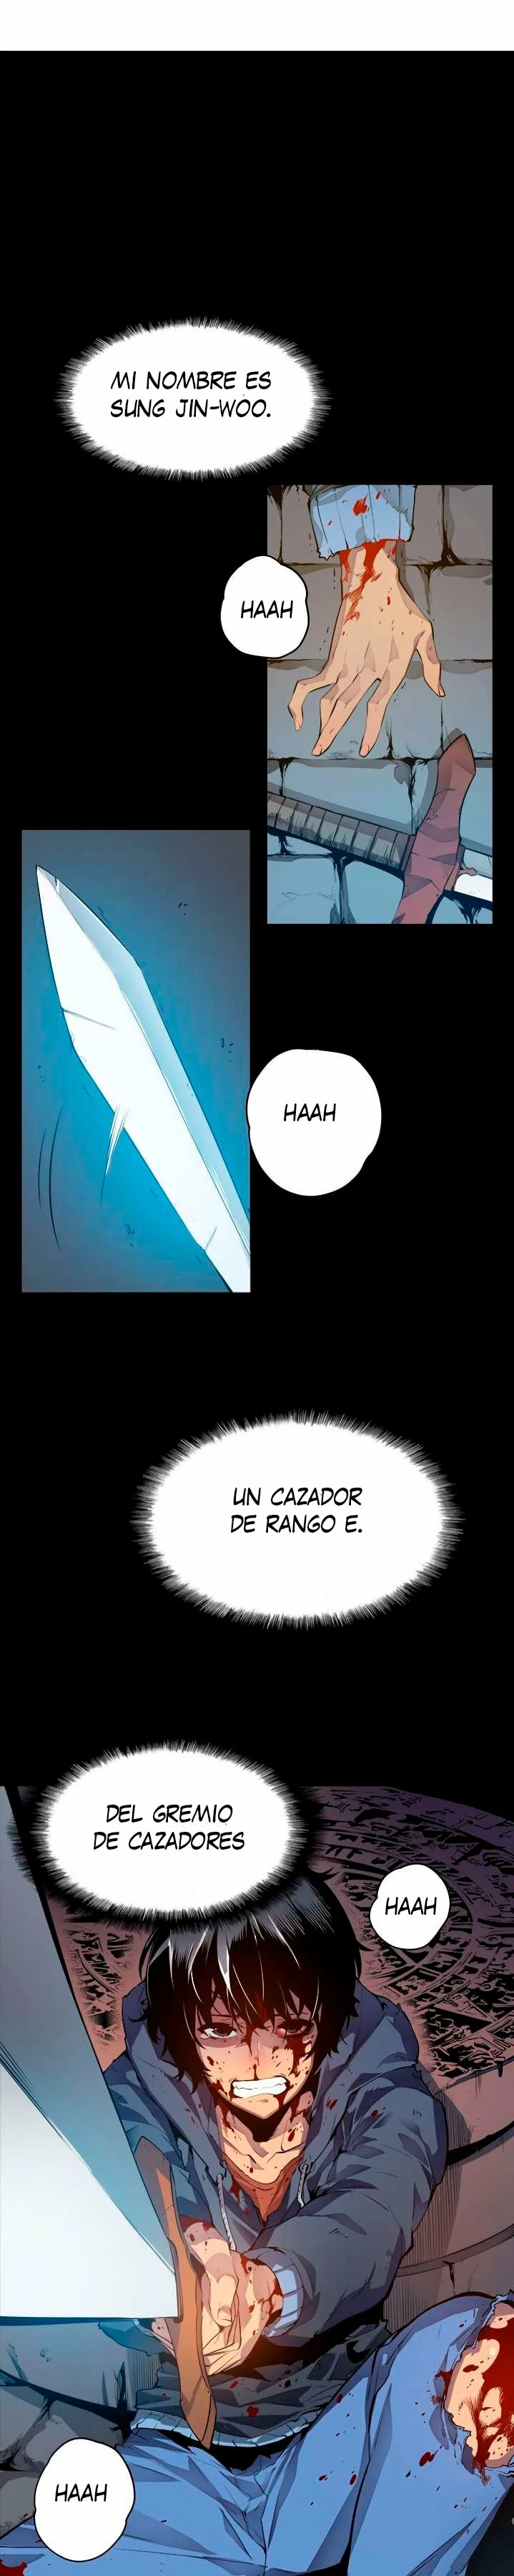 MI NOMBRE ES
SUNG JIN-WOO.
HAAH
HAAH
UN CAZADOR
DE RANGO E.
DEL GREMIO
DE CAZADORES
HAAH
HAAH